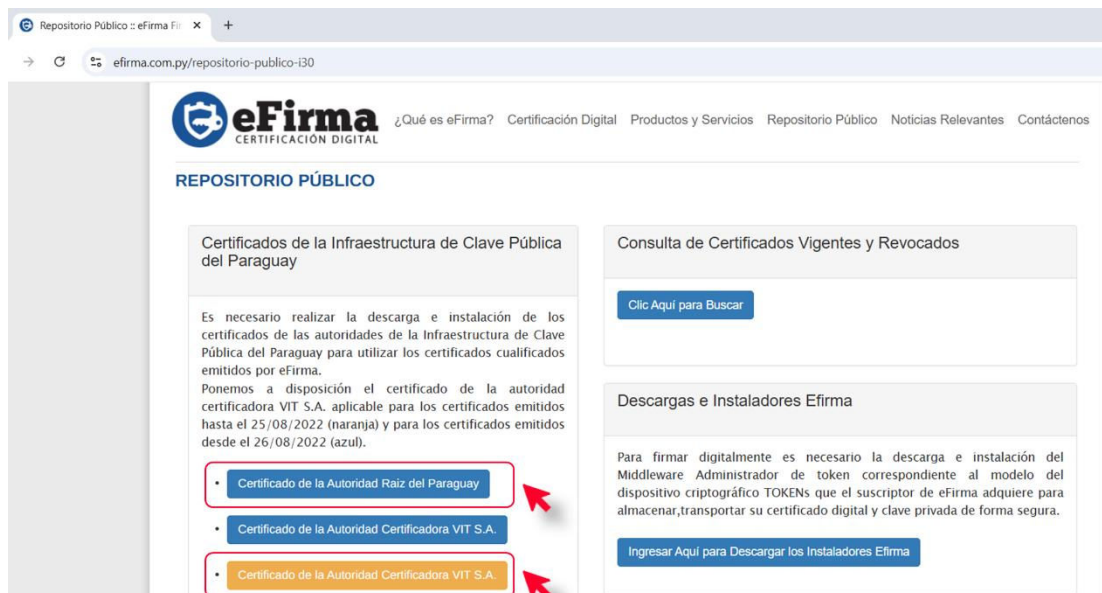 Repositorio Público :: eFirma Fir
efirma.com.py/repositorio-publico-i30
eFirma
CERTIFICACIÓN DIGITAL
¿Qué es eFirma? Certificación Digital Productos y Servicios Repositorio Público Noticias Relevantes Contáctenos
REPOSITORIO PÚBLICO
Certificados de la Infraestructura de Clave Pública
del Paraguay
Es necesario realizar la descarga e instalación de los
certificados de las autoridades de la Infraestructura de Clave
Pública del Paraguay para utilizar los certificados cualificados
emitidos por eFirma.
Ponemos a disposición el certificado de la autoridad
certificadora VIT S.A. aplicable para los certificados emitidos
hasta el 25/08/2022 (naranja) y para los certificados emitidos
desde el 26/08/2022 (azul).
• Certificado de la Autoridad Raiz del Paraguay
• Certificado de la Autoridad Certificadora VIT S.A.
• Certificado de la Autoridad Certificadora VIT S.A.
Consulta de Certificados Vigentes y Revocados
Clic Aquí para Buscar
Descargas e Instaladores Efirma
Para firmar digitalmente es necesario la descarga e instalación del
Middleware Administrador de token correspondiente al modelo del
dispositivo criptográfico TOKENs que el suscriptor de eFirma adquiere para
almacenar,transportar su certificado digital y clave privada de forma segura.
Ingresar Aquí para Descargar los Instaladores Efirma